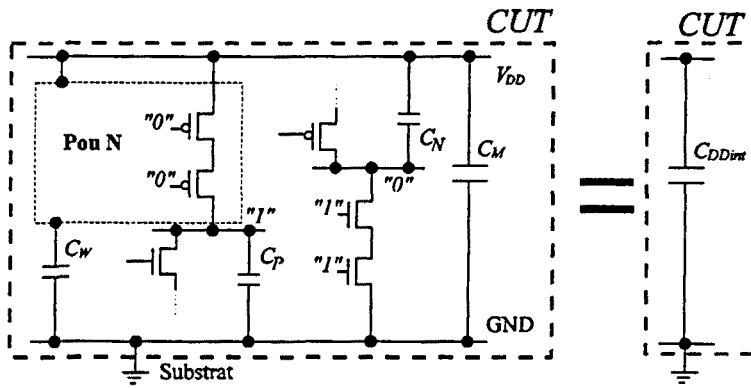 CUT
CUT
V_DD
"0"
Pou N
C_N
C_M
C_DDint
"0"
"0"
"1"
"1"
C_W
C_P
"1"
GND
Substrat